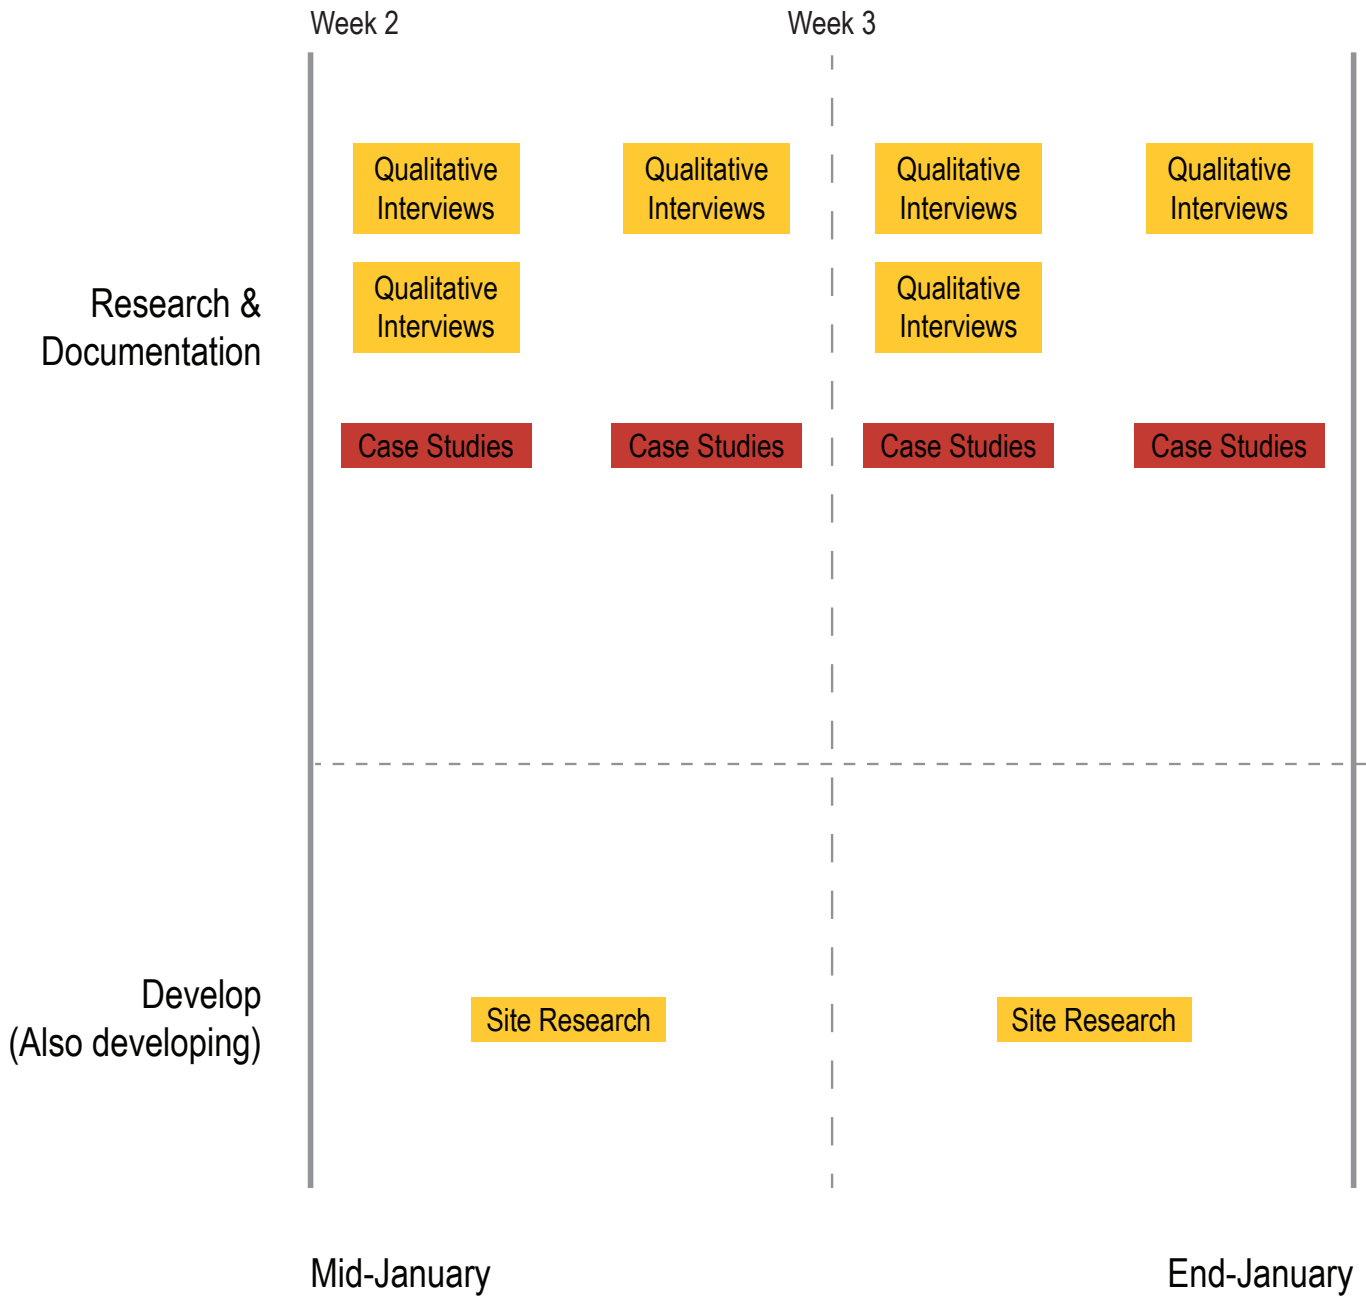 Week 2
Week 3
Qualitative
Interviews
Qualitative
Interviews
Qualitative
Interviews
Qualitative
Interviews
Research &
Documentation
Qualitative
Interviews
Qualitative
Interviews
Case Studies
Case Studies
Case Studies
Case Studies
Develop
(Also developing)
Site Research
Site Research
Mid-January
End-January